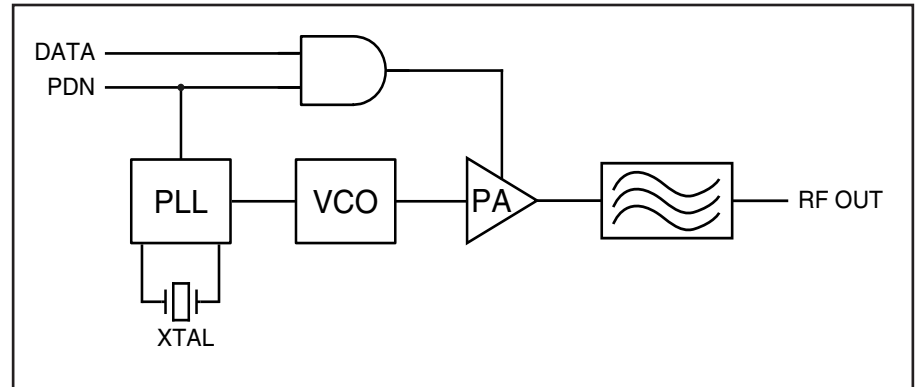 DATA
PDN
PLL
VCO
PA
RF OUT
XTAL